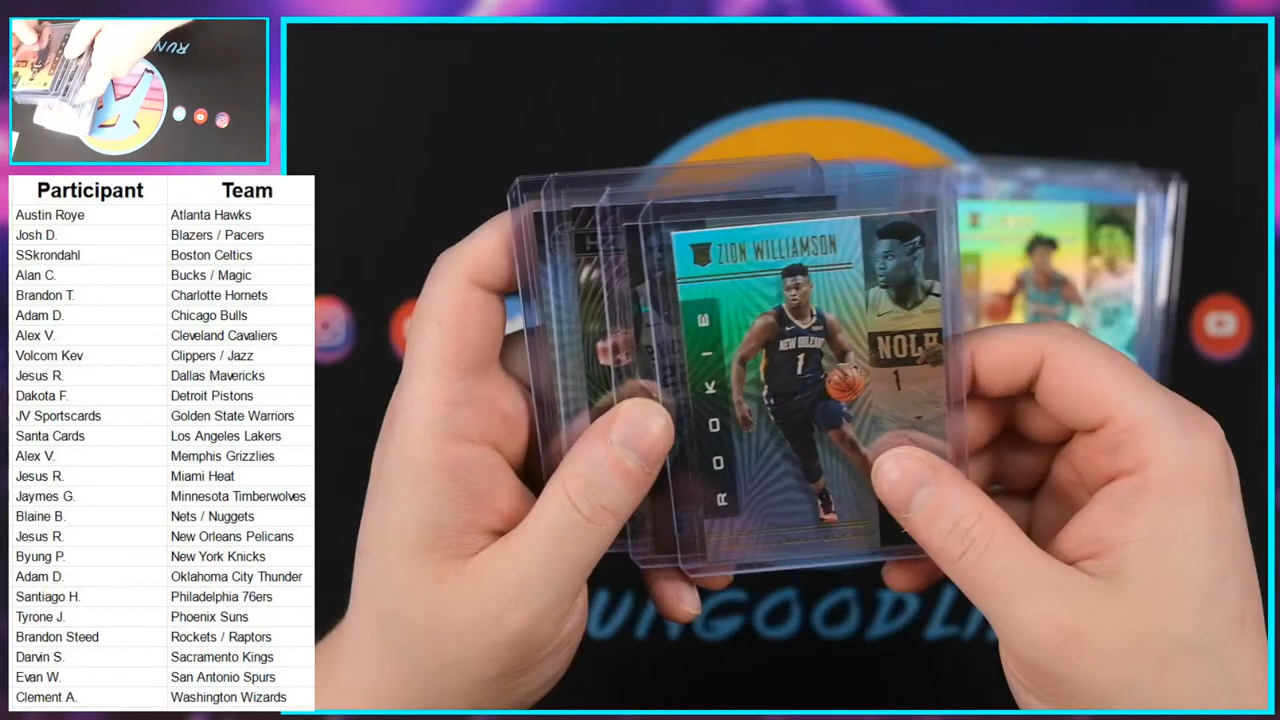 Participant Team
Austin Roye Atlanta Hawks
Josh D. Blazers / Pacers
SSkrondahl Boston Celtics
Alan C. Bucks / Magic
Brandon T. Charlotte Hornets
Adam D. Chicago Bulls
Alex V. Cleveland Cavaliers
Volcom Kev Clippers / Jazz
Jesus R. Dallas Mavericks
Dakota F. Detroit Pistons
JV Sportscards Golden State Warriors
Santa Cards Los Angeles Lakers
Alex V. Memphis Grizzlies
Jesus R. Miami Heat
Jaymes G. Minnesota Timberwolves
Blaine B. Nets / Nuggets
Jesus R. New Orleans Pelicans
Byung P. New York Knicks
Adam D. Oklahoma City Thunder
Santiago H. Philadelphia 76ers
Tyrone J. Phoenix Suns
Brandon Steed Rockets / Raptors
Darvin S. Sacramento Kings
Evan W. San Antonio Spurs
Clement A. Washington Wizards
ZION WILLIAMSON
ROOKIE
NEW ORLEANS
1
NOLA
1